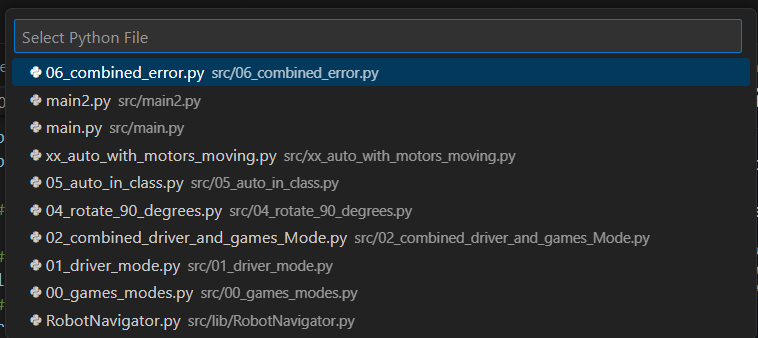 Select Python File
06_combined_error.py src/06_combined_error.py
main2.py src/main2.py
main.py src/main.py
xx_auto_with_motors_moving.py src/xx_auto_with_motors_moving.py
05_auto_in_class.py src/05_auto_in_class.py
04_rotate_90_degrees.py src/04_rotate_90_degrees.py
02_combined_driver_and_games_Mode.py src/02_combined_driver_and_games_Mode.py
01_driver_mode.py src/01_driver_mode.py
00_games_modes.py src/00_games_modes.py
RobotNavigator.py src/lib/RobotNavigator.py